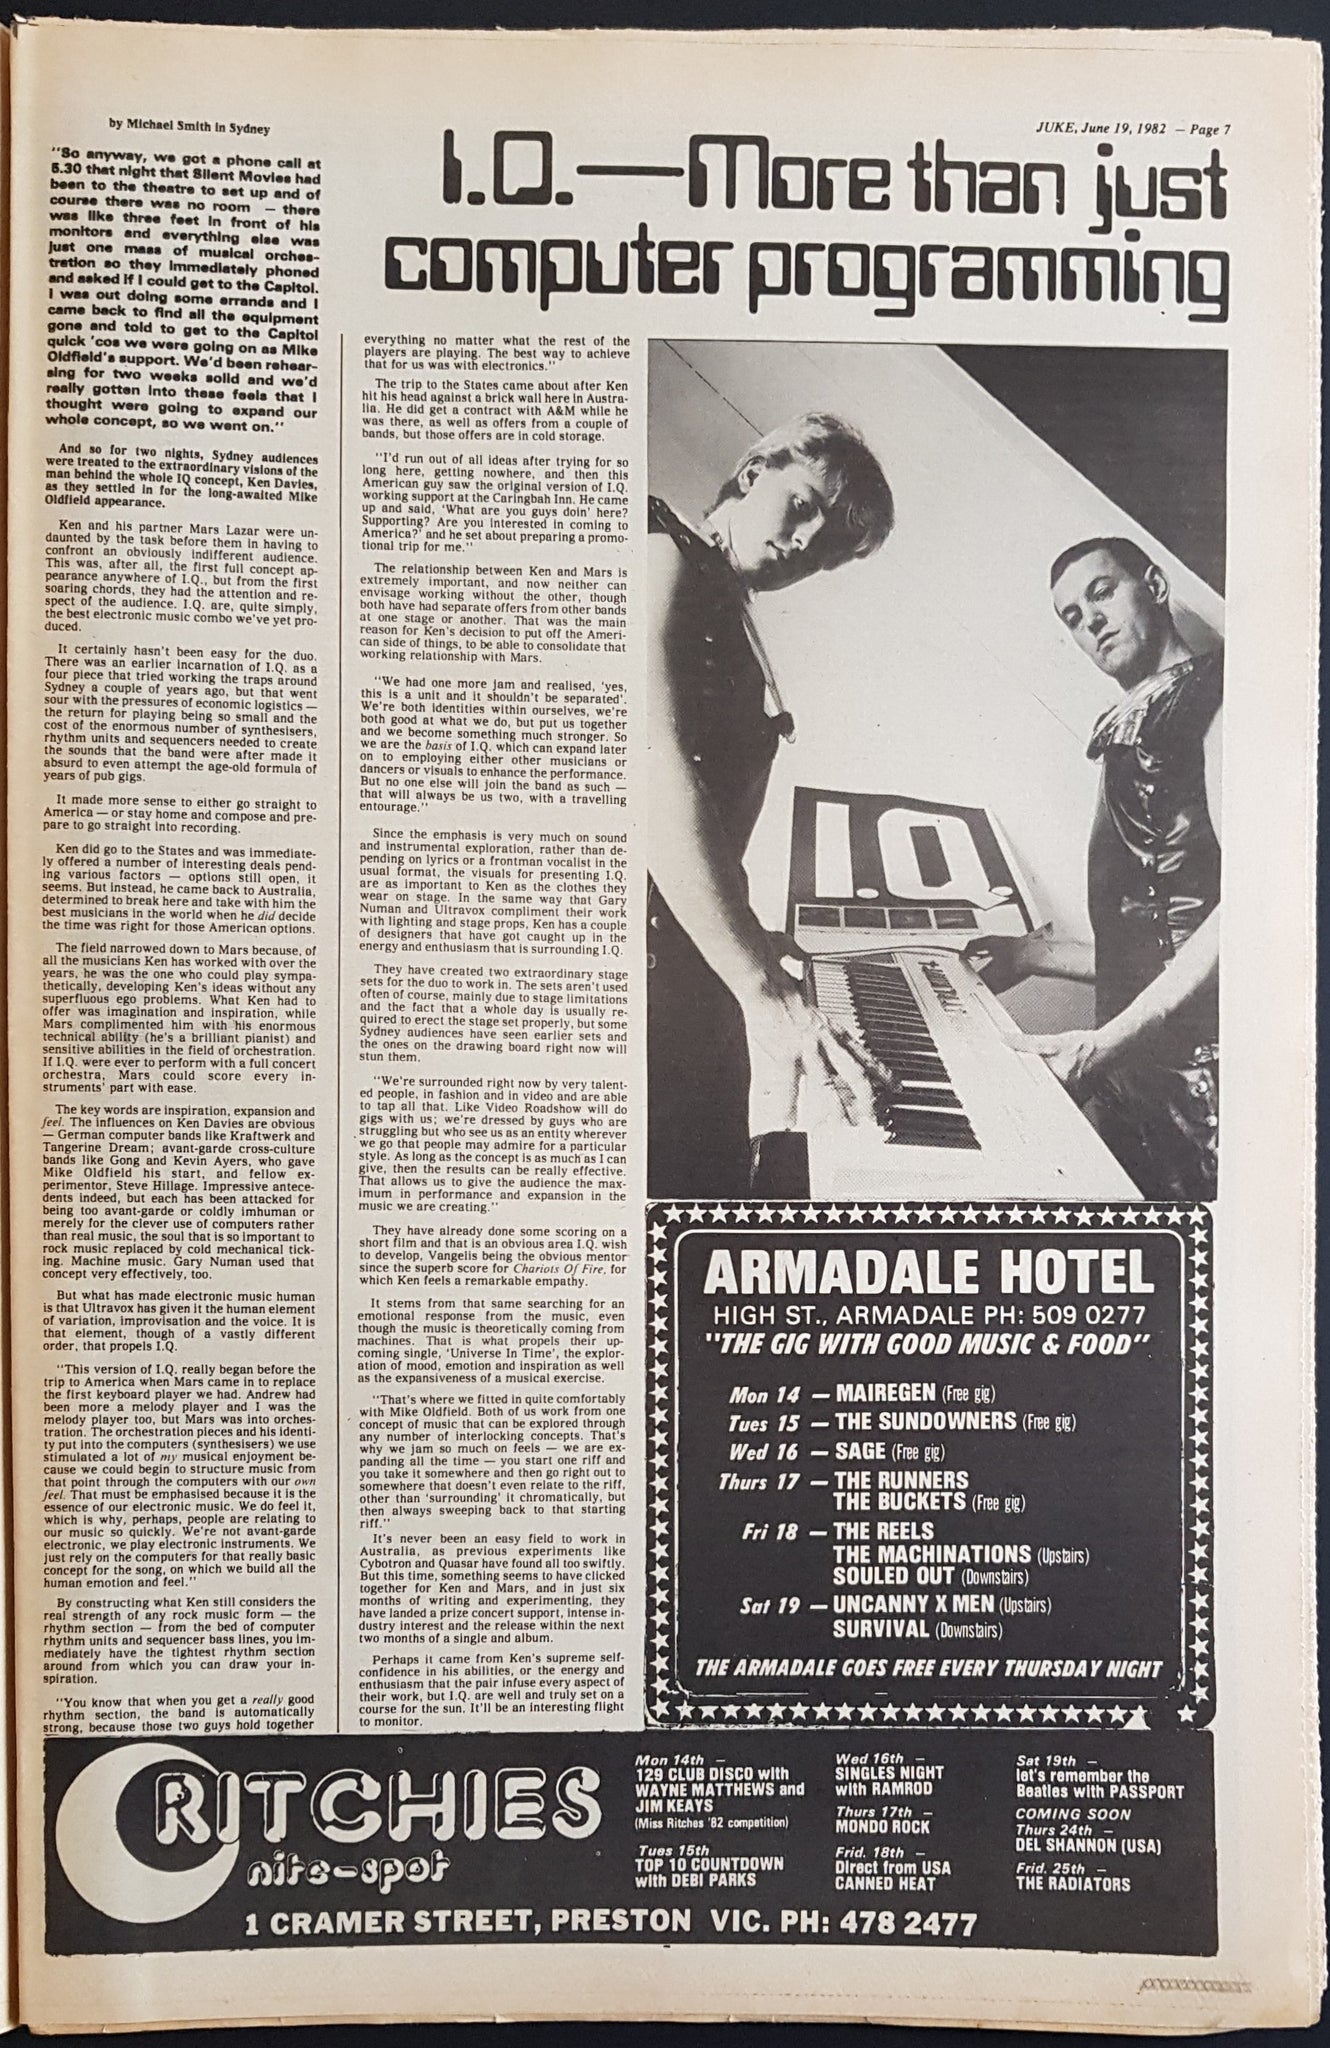 by Michael Smith in Sydney
JUKE, June 19, 1982 — Page 7
I.Q.—More than just
computer programming
"So anyway, we got a phone call at
5.30 that night that Silent Movies had
been to the theatre to set up and of
course there was no room — there
was like three feet in front of his
monitors and everything else was
just one mass of musical orches-
tration so they immediately phoned
and asked if I could get to the Capitol.
I was out doing some errands and I
came back to find all the equipment
gone and told to get to the Capitol
quick 'cos we were going on as Mike
Oldfield's support. We'd been rehear-
sing for two weeks solid and we'd
really gotten into these feels that I
thought were going to expand our
whole concept, so we went on."
And so for two nights, Sydney audiences
were treated to the extraordinary visions of the
man behind the whole IQ concept, Ken Davies,
as they settled in for the long-awaited Mike
Oldfield appearance.
Ken and his partner Mars Lazar were un-
daunted by the task before them in having to
confront an obviously indifferent audience.
This was, after all, the first full concept ap-
pearance anywhere of I.Q., but from the first
soaring chords, they had the attention and re-
spect of the audience. I.Q. are, quite simply,
the best electronic music combo we've yet pro-
duced.
It certainly hasn't been easy for the duo.
There was an earlier incarnation of I.Q. as a
four piece that tried working the traps around
Sydney a couple of years ago, but that went
sour with the pressures of economic logistics —
the return for playing being so small and the
cost of the enormous number of synthesisers,
rhythm units and sequencers needed to create
the sounds that the band were after made it
absurd to even attempt the age-old formula of
years of pub gigs.
It made more sense to either go straight to
America — or stay home and compose and pre-
pare to go straight into recording.
Ken did go to the States and was immediate-
ly offered a number of interesting deals pend-
ing various factors — options still open, it
seems. But instead, he came back to Australia,
determined to break here and take with him the
best musicians in the world when he did decide
the time was right for those American options.
The field narrowed down to Mars because, of
all the musicians Ken has worked with over the
years, he was the one who could play sympa-
thetically, developing Ken's ideas without any
superfluous ego problems. What Ken had to
offer was imagination and inspiration, while
Mars complimented him with his enormous
technical ability (he's a brilliant pianist) and
sensitive abilities in the field of orchestration.
If I.Q. were ever to perform with a full concert
orchestra, Mars could score every in-
struments' part with ease.
The key words are inspiration, expansion and
feel. The influences on Ken Davies are obvious
— German computer bands like Kraftwerk and
Tangerine Dream; avant-garde cross-culture
bands like Gong and Kevin Ayers, who gave
Mike Oldfield his start, and fellow ex-
perimentor, Steve Hillage. Impressive antece-
dents indeed, but each has been attacked for
being too avant-garde or coldly imhuman or
merely for the clever use of computers rather
than real music, the soul that is so important to
rock music replaced by cold mechanical tick-
ing. Machine music. Gary Numan used that
concept very effectively, too.
But what has made electronic music human
is that Ultravox has given it the human element
of variation, improvisation and the voice. It is
that element, though of a vastly different
order, that propels I.Q.
"This version of I.Q. really began before the
trip to America when Mars came in to replace
the first keyboard player we had. Andrew had
been more a melody player and I was the
melody player too, but Mars was into orches-
tration. The orchestration pieces and his identi-
ty put into the computers (synthesisers) we use
stimulated a lot of my musical enjoyment be-
cause we could begin to structure music from
that point through the computers with our own
feel. That must be emphasised because it is the
essence of our electronic music. We do feel it,
which is why, perhaps, people are relating to
our music so quickly. We're not avant-garde
electronic, we play electronic instruments. We
just rely on the computers for that really basic
concept for the song, on which we build all the
human emotion and feel."
By constructing what Ken still considers the
real strength of any rock music form — the
rhythm section — from the bed of computer
rhythm units and sequencer bass lines, you im-
mediately have the tightest rhythm section
around from which you can draw your in-
spiration.
"You know that when you get a really good
rhythm section, the band is automatically
strong, because those two guys hold together
everything no matter what the rest of the
players are playing. The best way to achieve
that for us was with electronics."
The trip to the States came about after Ken
hit his head against a brick wall here in Austra-
lia. He did get a contract with A&M while he
was there, as well as offers from a couple of
bands, but those offers are in cold storage.
"I'd run out of all ideas after trying for so
long here, getting nowhere, and then this
American guy saw the original version of I.Q.
working support at the Caringbah Inn. He came
up and said, 'What are you guys doin' here?
Supporting? Are you interested in coming to
America?' and he set about preparing a promo-
tional trip for me."
The relationship between Ken and Mars is
extremely important, and now neither can
envisage working without the other, though
both have had separate offers from other bands
at one stage or another. That was the main
reason for Ken's decision to put off the Ameri-
can side of things, to be able to consolidate that
working relationship with Mars.
"We had one more jam and realised, 'yes,
this is a unit and it shouldn't be separated'.
We're both identities within ourselves, we're
both good at what we do, but put us together
and we become something much stronger. So
we are the basis of I.Q. which can expand later
on to employing either other musicians or
dancers or visuals to enhance the performance.
But no one else will join the band as such —
that will always be us two, with a travelling
entourage."
Since the emphasis is very much on sound
and instrumental exploration, rather than de-
pending on lyrics or a frontman vocalist in the
usual format, the visuals for presenting I.Q.
are as important to Ken as the clothes they
wear on stage. In the same way that Gary
Numan and Ultravox compliment their work
with lighting and stage props, Ken has a couple
of designers that have got caught up in the
energy and enthusiasm that is surrounding I.Q.
They have created two extraordinary stage
sets for the duo to work in. The sets aren't used
often of course, mainly due to stage limitations
and the fact that a whole day is usually re-
quired to erect the stage set properly, but some
Sydney audiences have seen earlier sets and
the ones on the drawing board right now will
stun them.
"We're surrounded right now by very talent-
ed people, in fashion and in video and are able
to tap all that. Like Video Roadshow will do
gigs with us; we're dressed by guys who are
struggling but who see us as an entity wherever
we go that people may admire for a particular
style. As long as the concept is as much as I can
give, then the results can be really effective.
That allows us to give the audience the max-
imum in performance and expansion in the
music we are creating."
They have already done some scoring on a
short film and that is an obvious area I.Q. wish
to develop, Vangelis being the obvious mentor
since the superb score for Chariots Of Fire, for
which Ken feels a remarkable empathy.
It stems from that same searching for an
emotional response from the music, even
though the music is theoretically coming from
machines. That is what propels their up-
coming single, 'Universe In Time', the explor-
ation of mood, emotion and inspiration as well
as the expansiveness of a musical exercise.
"That's where we fitted in quite comfortably
with Mike Oldfield. Both of us work from one
concept of music that can be explored through
any number of interlocking concepts. That's
why we jam so much on feels — we are ex-
panding all the time — you start one riff and
you take it somewhere and then go right out to
somewhere that doesn't even relate to the riff,
other than 'surrounding' it chromatically, but
then always sweeping back to that starting
riff."
It's never been an easy field to work in
Australia, as previous experiments like
Cybotron and Quasar have found all too swiftly.
But this time, something seems to have clicked
together for Ken and Mars, and in just six
months of writing and experimenting, they
have landed a prize concert support, intense in-
dustry interest and the release within the next
two months of a single and album.
Perhaps it came from Ken's supreme self-
confidence in his abilities, or the energy and
enthusiasm that the pair infuse every aspect of
their work, but I.Q. are well and truly set on a
course for the sun. It'll be an interesting flight
to monitor.
I.Q.
ARMADALE HOTEL
HIGH ST., ARMADALE PH: 509 0277
"THE GIG WITH GOOD MUSIC & FOOD"
Mon 14 — MAIREGEN (Free gig)
Tues 15 — THE SUNDOWNERS (Free gig)
Wed 16 — SAGE (Free gig)
Thurs 17 — THE RUNNERS
THE BUCKETS (Free gig)
Fri 18 — THE REELS
THE MACHINATIONS (Upstairs)
SOULED OUT (Downstairs)
Sat 19 — UNCANNY X MEN (Upstairs)
SURVIVAL (Downstairs)
THE ARMADALE GOES FREE EVERY THURSDAY NIGHT
RITCHIES
nite-spot
Mon 14th —
129 CLUB DISCO with
WAYNE MATTHEWS and
JIM KEAYS
(Miss Ritches '82 competition)
Tues 15th
TOP 10 COUNTDOWN
with DEBI PARKS
Wed 16th —
SINGLES NIGHT
with RAMROD
Thurs 17th —
MONDO ROCK
Frid. 18th —
Direct from USA
CANNED HEAT
Sat 19th —
let's remember the
Beatles with PASSPORT
COMING SOON
Thurs 24th —
DEL SHANNON (USA)
Frid. 25th —
THE RADIATORS
1 CRAMER STREET, PRESTON VIC. PH: 478 2477